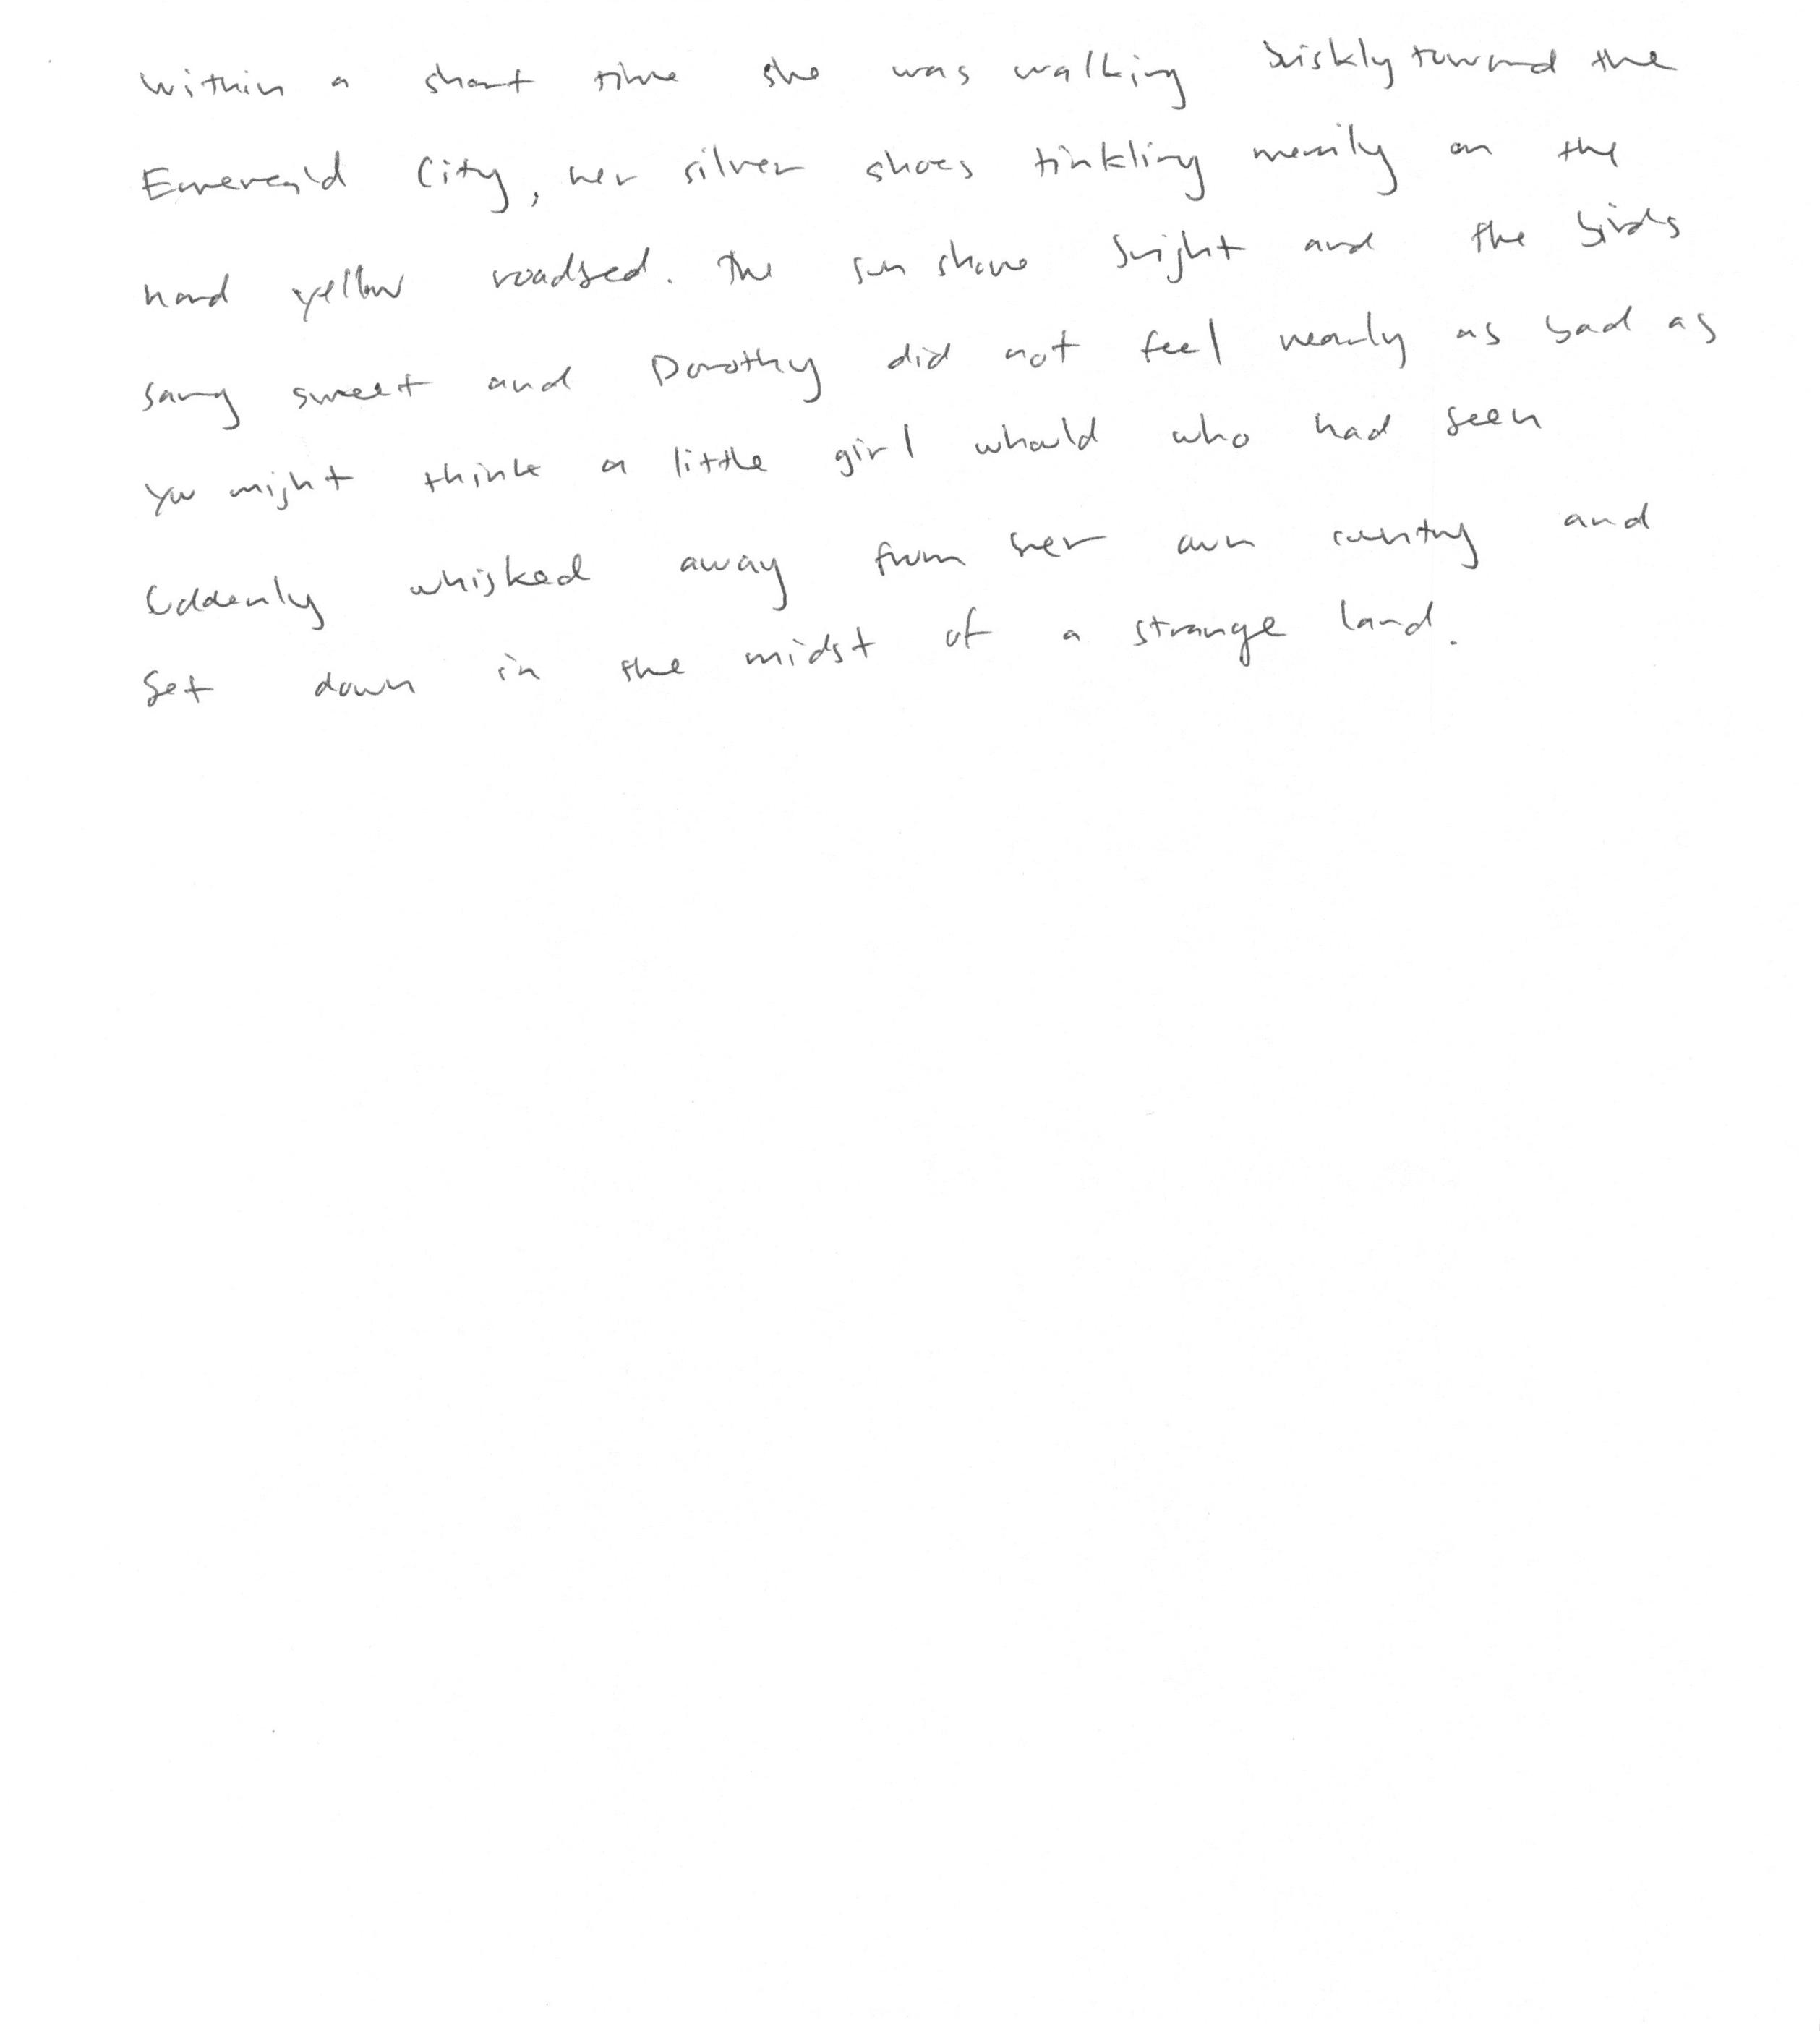 Within a short time she was walking briskly toward the
Emerald City, her silver shoes tinkling merrily on the
hard yellow roadbed. The sun shone bright and the birds
sang sweet and Dorothy did not feel nearly as bad as
you might think a little girl whould who had been
suddenly whisked away from her own country and
set down in the midst of a strange land.